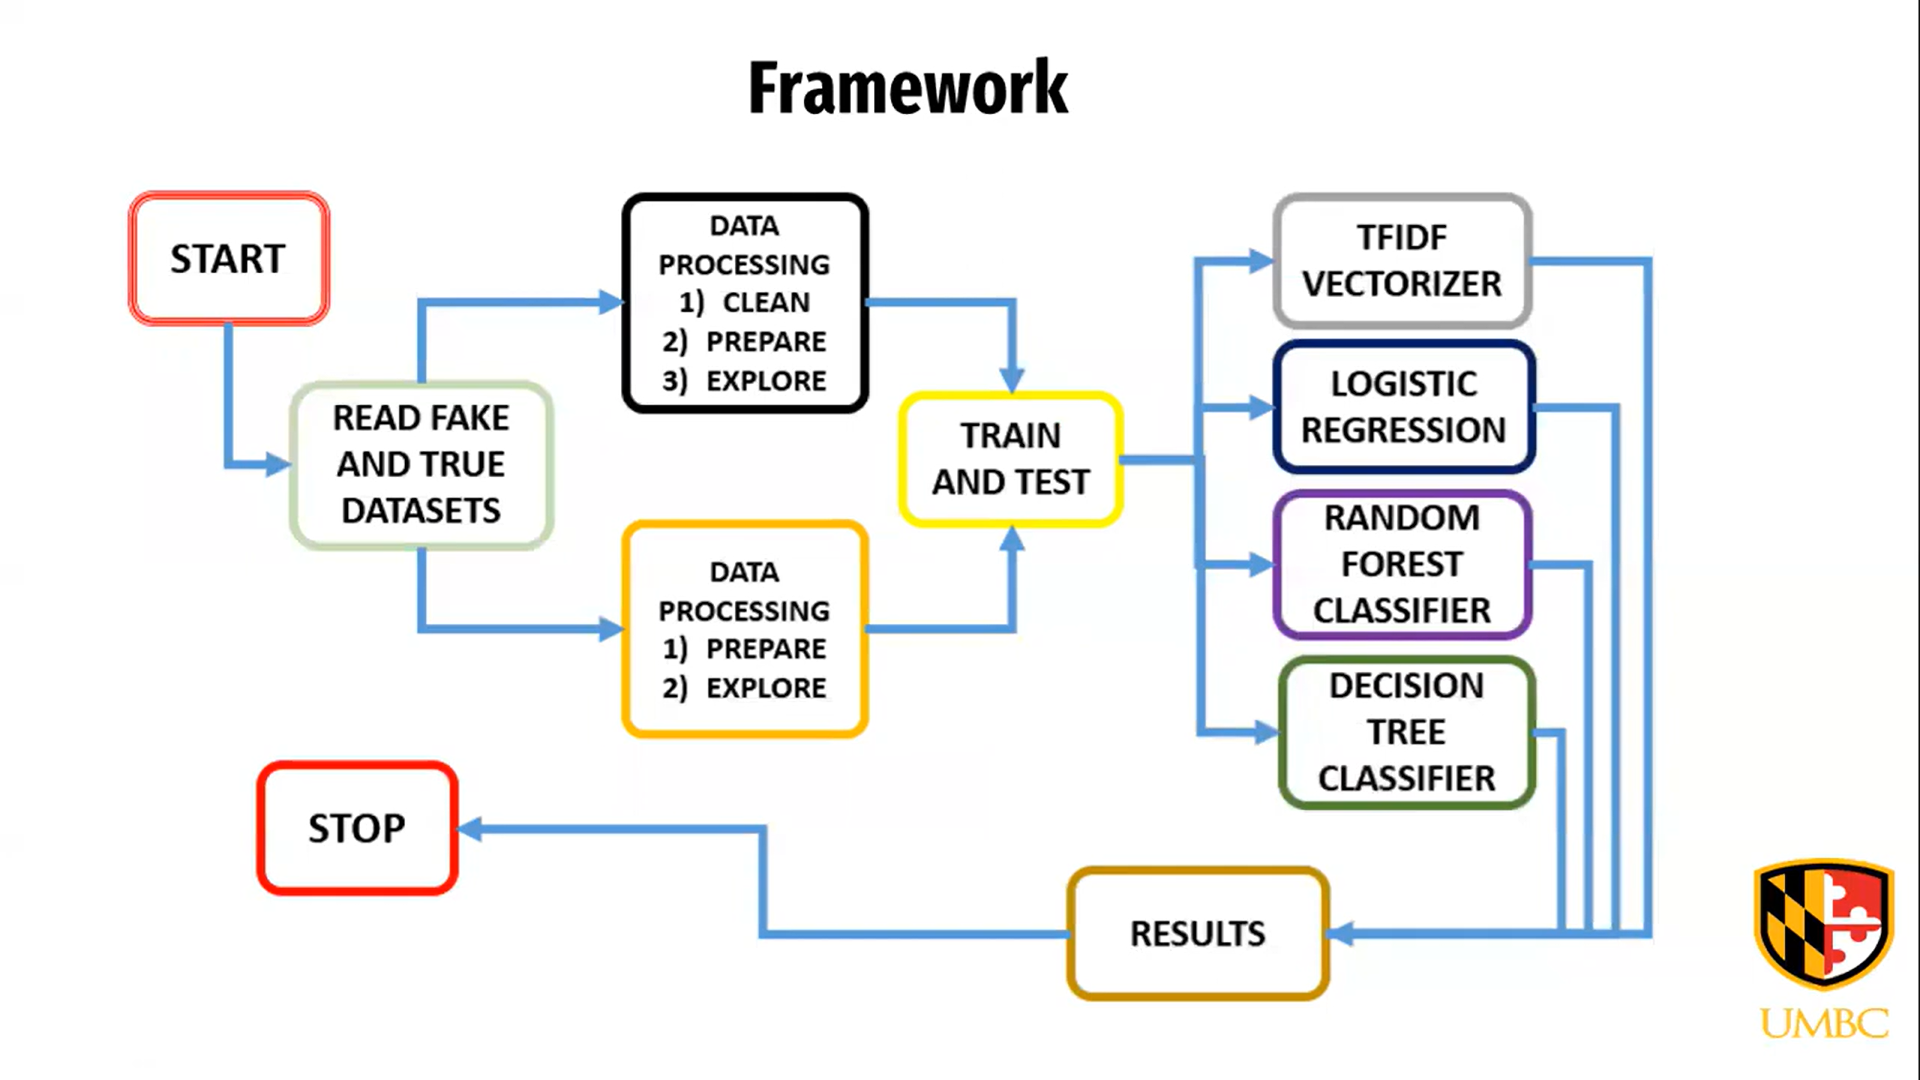 Framework
START
READ FAKE
AND TRUE
DATASETS
DATA
PROCESSING
1) CLEAN
2) PREPARE
3) EXPLORE
DATA
PROCESSING
1) PREPARE
2) EXPLORE
TRAIN
AND TEST
TFIDF
VECTORIZER
LOGISTIC
REGRESSION
RANDOM
FOREST
CLASSIFIER
DECISION
TREE
CLASSIFIER
RESULTS
STOP
UMBC